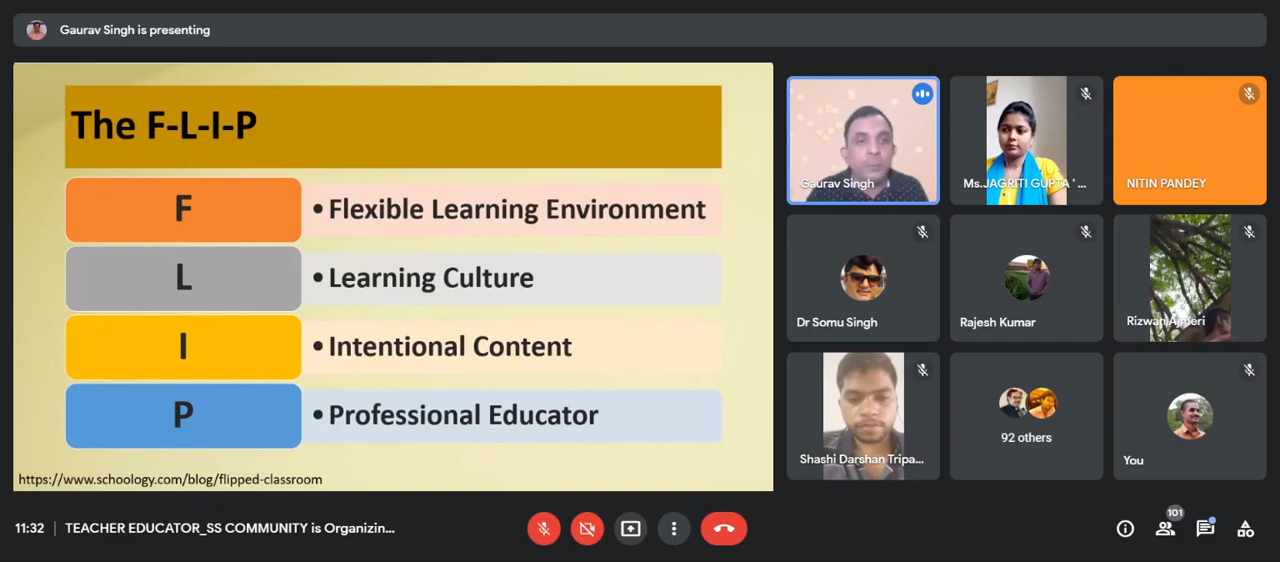 Gaurav Singh is presenting
The F-L-I-P
F
• Flexible Learning Environment
L
• Learning Culture
I
• Intentional Content
P
• Professional Educator
https://www.schoology.com/blog/flipped-classroom
Gaurav Singh
Ms.JAGRITI GUPTA ' ...
NITIN PANDEY
Dr Somu Singh
Rajesh Kumar
Rizwan Ajmeri
Shashi Darshan Tripa...
92 others
You
11:32 | TEACHER EDUCATOR_SS COMMUNITY is Organizin...
101